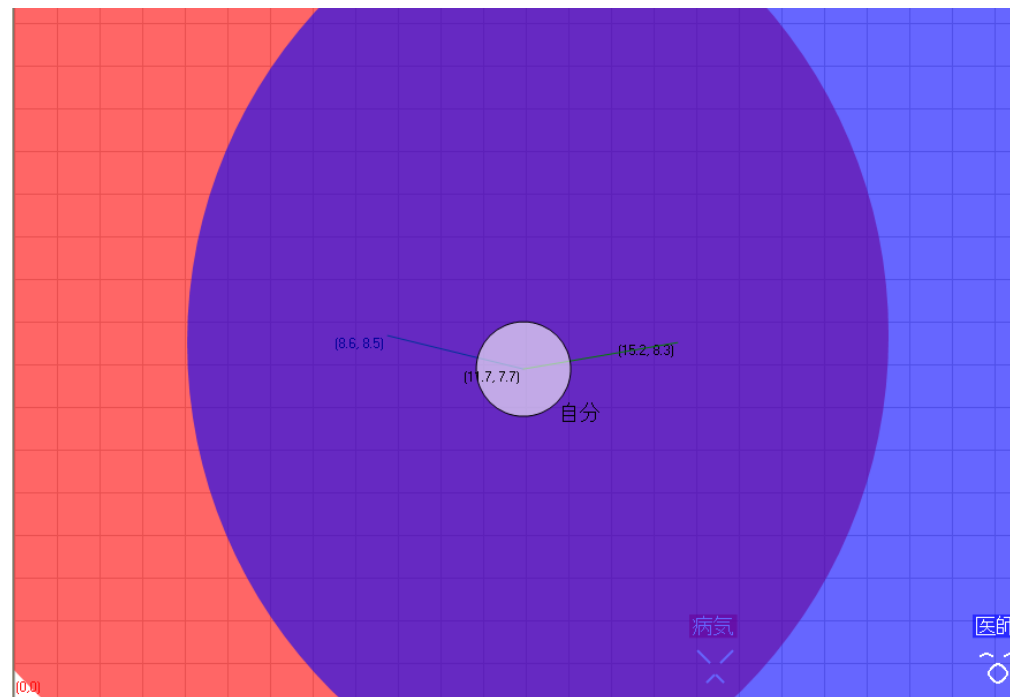 (8.6, 8.5)
(15.2, 8.3)
(11.7, 7.7)
自分
病気
医師
(0,0)